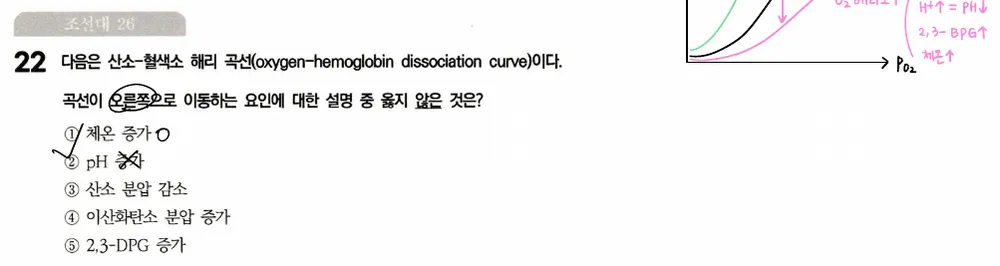 조선대 26
22 다음은 산소-혈색소 해리 곡선(oxygen-hemoglobin dissociation curve)이다.
곡선이 오른쪽으로 이동하는 요인에 대한 설명 중 옳지 않은 것은?
① 체온 증가 O
② pH 증가
③ 산소 분압 감소
④ 이산화탄소 분압 증가
⑤ 2,3-DPG 증가
H+↑ = PH↓
2,3-BPG↑
체온↑
PO2